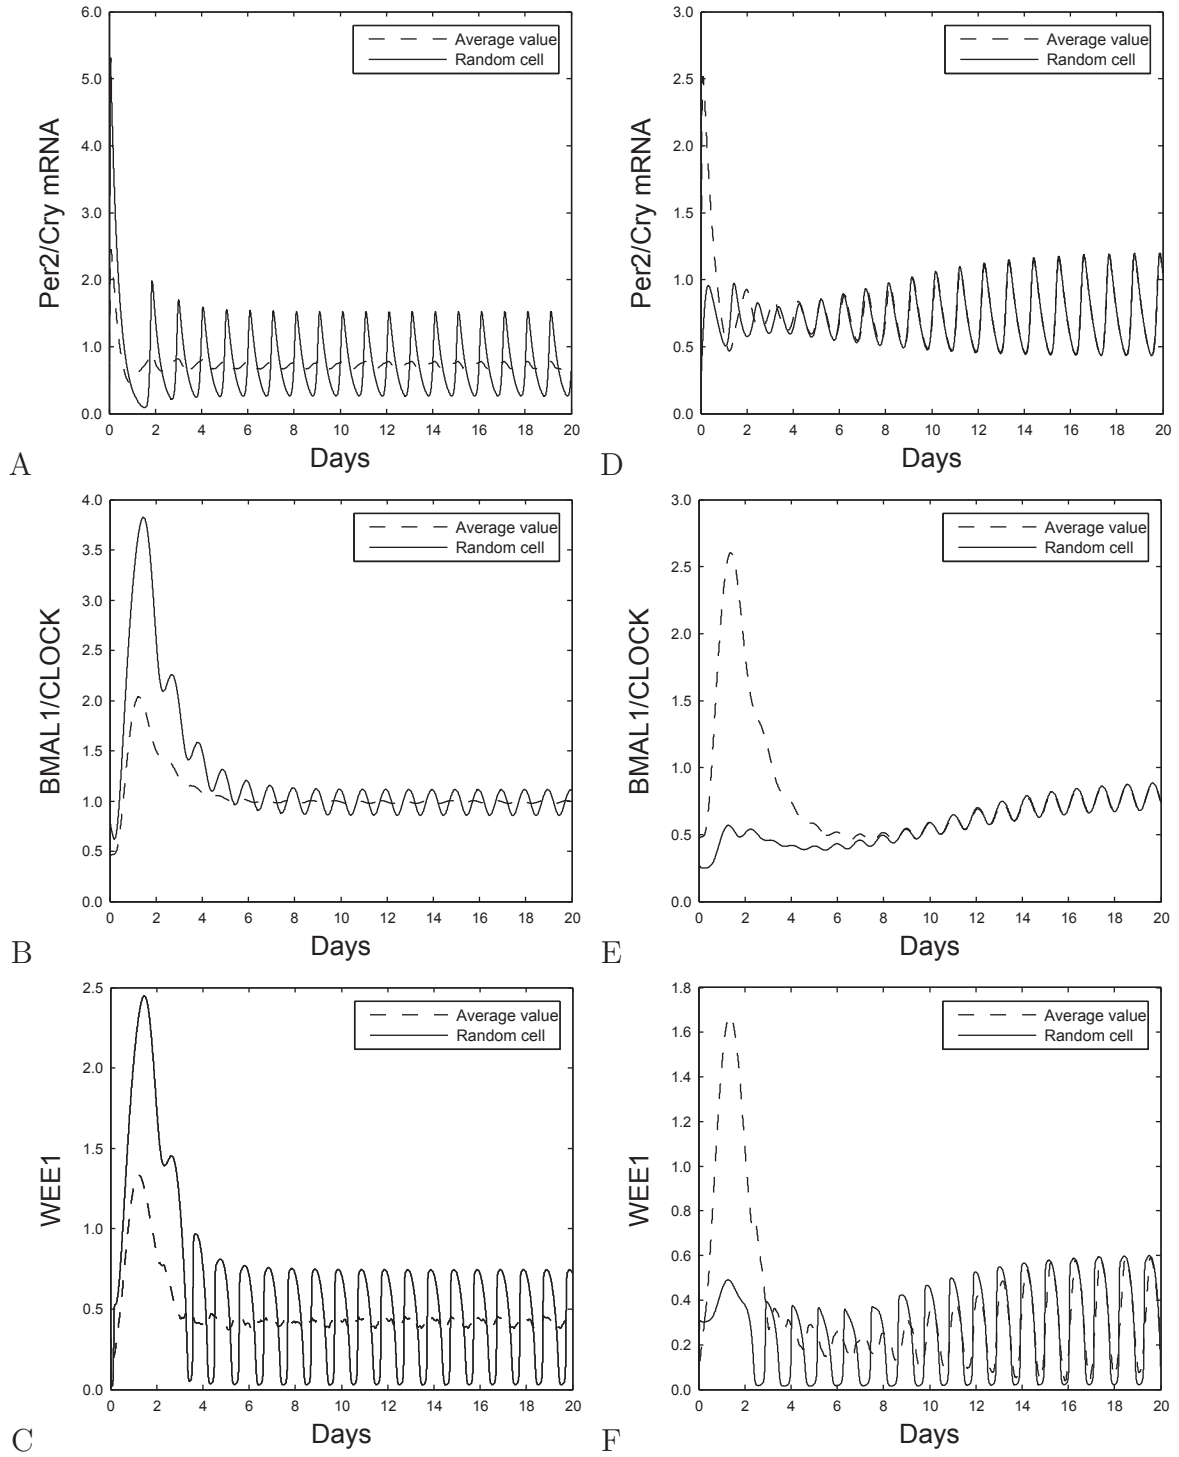 6.0
5.0
4.0
3.0
2.0
1.0
0.0
Per2/Cry mRNA
Average value
Random cell
0 2 4 6 8 10 12 14 16 18 20
Days
A
3.0
2.5
2.0
1.5
1.0
0.5
0.0
Per2/Cry mRNA
Average value
Random cell
0 2 4 6 8 10 12 14 16 18 20
Days
D
4.0
3.5
3.0
2.5
2.0
1.5
1.0
0.5
0.0
BMAL1/CLOCK
Average value
Random cell
0 2 4 6 8 10 12 14 16 18 20
Days
B
3.0
2.5
2.0
1.5
1.0
0.5
0.0
BMAL1/CLOCK
Average value
Random cell
0 2 4 6 8 10 12 14 16 18 20
Days
E
2.5
2.0
1.5
1.0
0.5
0.0
WEE1
Average value
Random cell
0 2 4 6 8 10 12 14 16 18 20
Days
C
1.8
1.6
1.4
1.2
1.0
0.8
0.6
0.4
0.2
0.0
WEE1
Average value
Random cell
0 2 4 6 8 10 12 14 16 18 20
Days
F